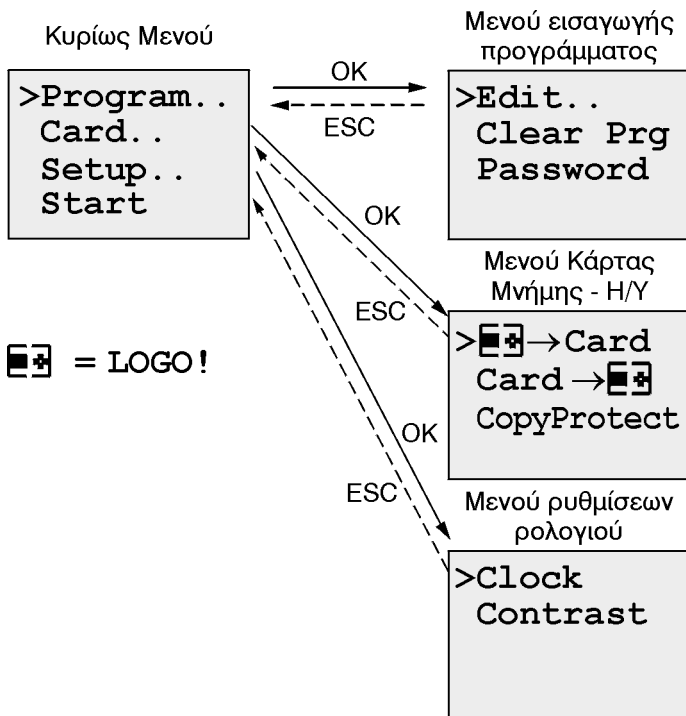 Κυρίως Μενού
>Program..
Card..
Setup..
Start
OK
ESC
Μενού εισαγωγής
προγράμματος
>Edit..
Clear Prg
Password
OK
ESC
Μενού Κάρτας
Μνήμης - Η/Υ
>→Card
Card→
CopyProtect
= LOGO!
OK
ESC
Μενού ρυθμίσεων
ρολογιού
>Clock
Contrast